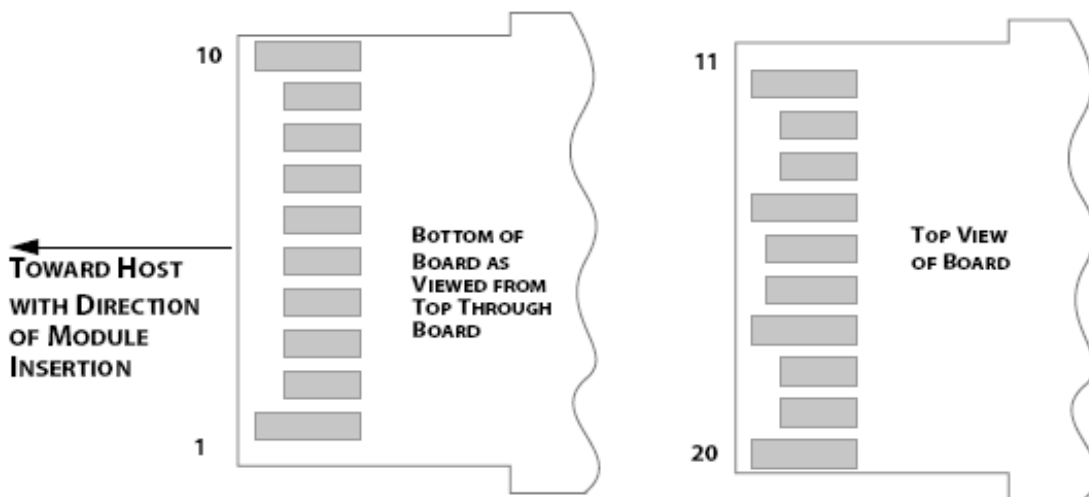 10
TOWARD HOST
WITH DIRECTION
OF MODULE
INSERTION
1
BOTTOM OF
BOARD AS
VIEWED FROM
TOP THROUGH
BOARD
11
TOP VIEW
OF BOARD
20